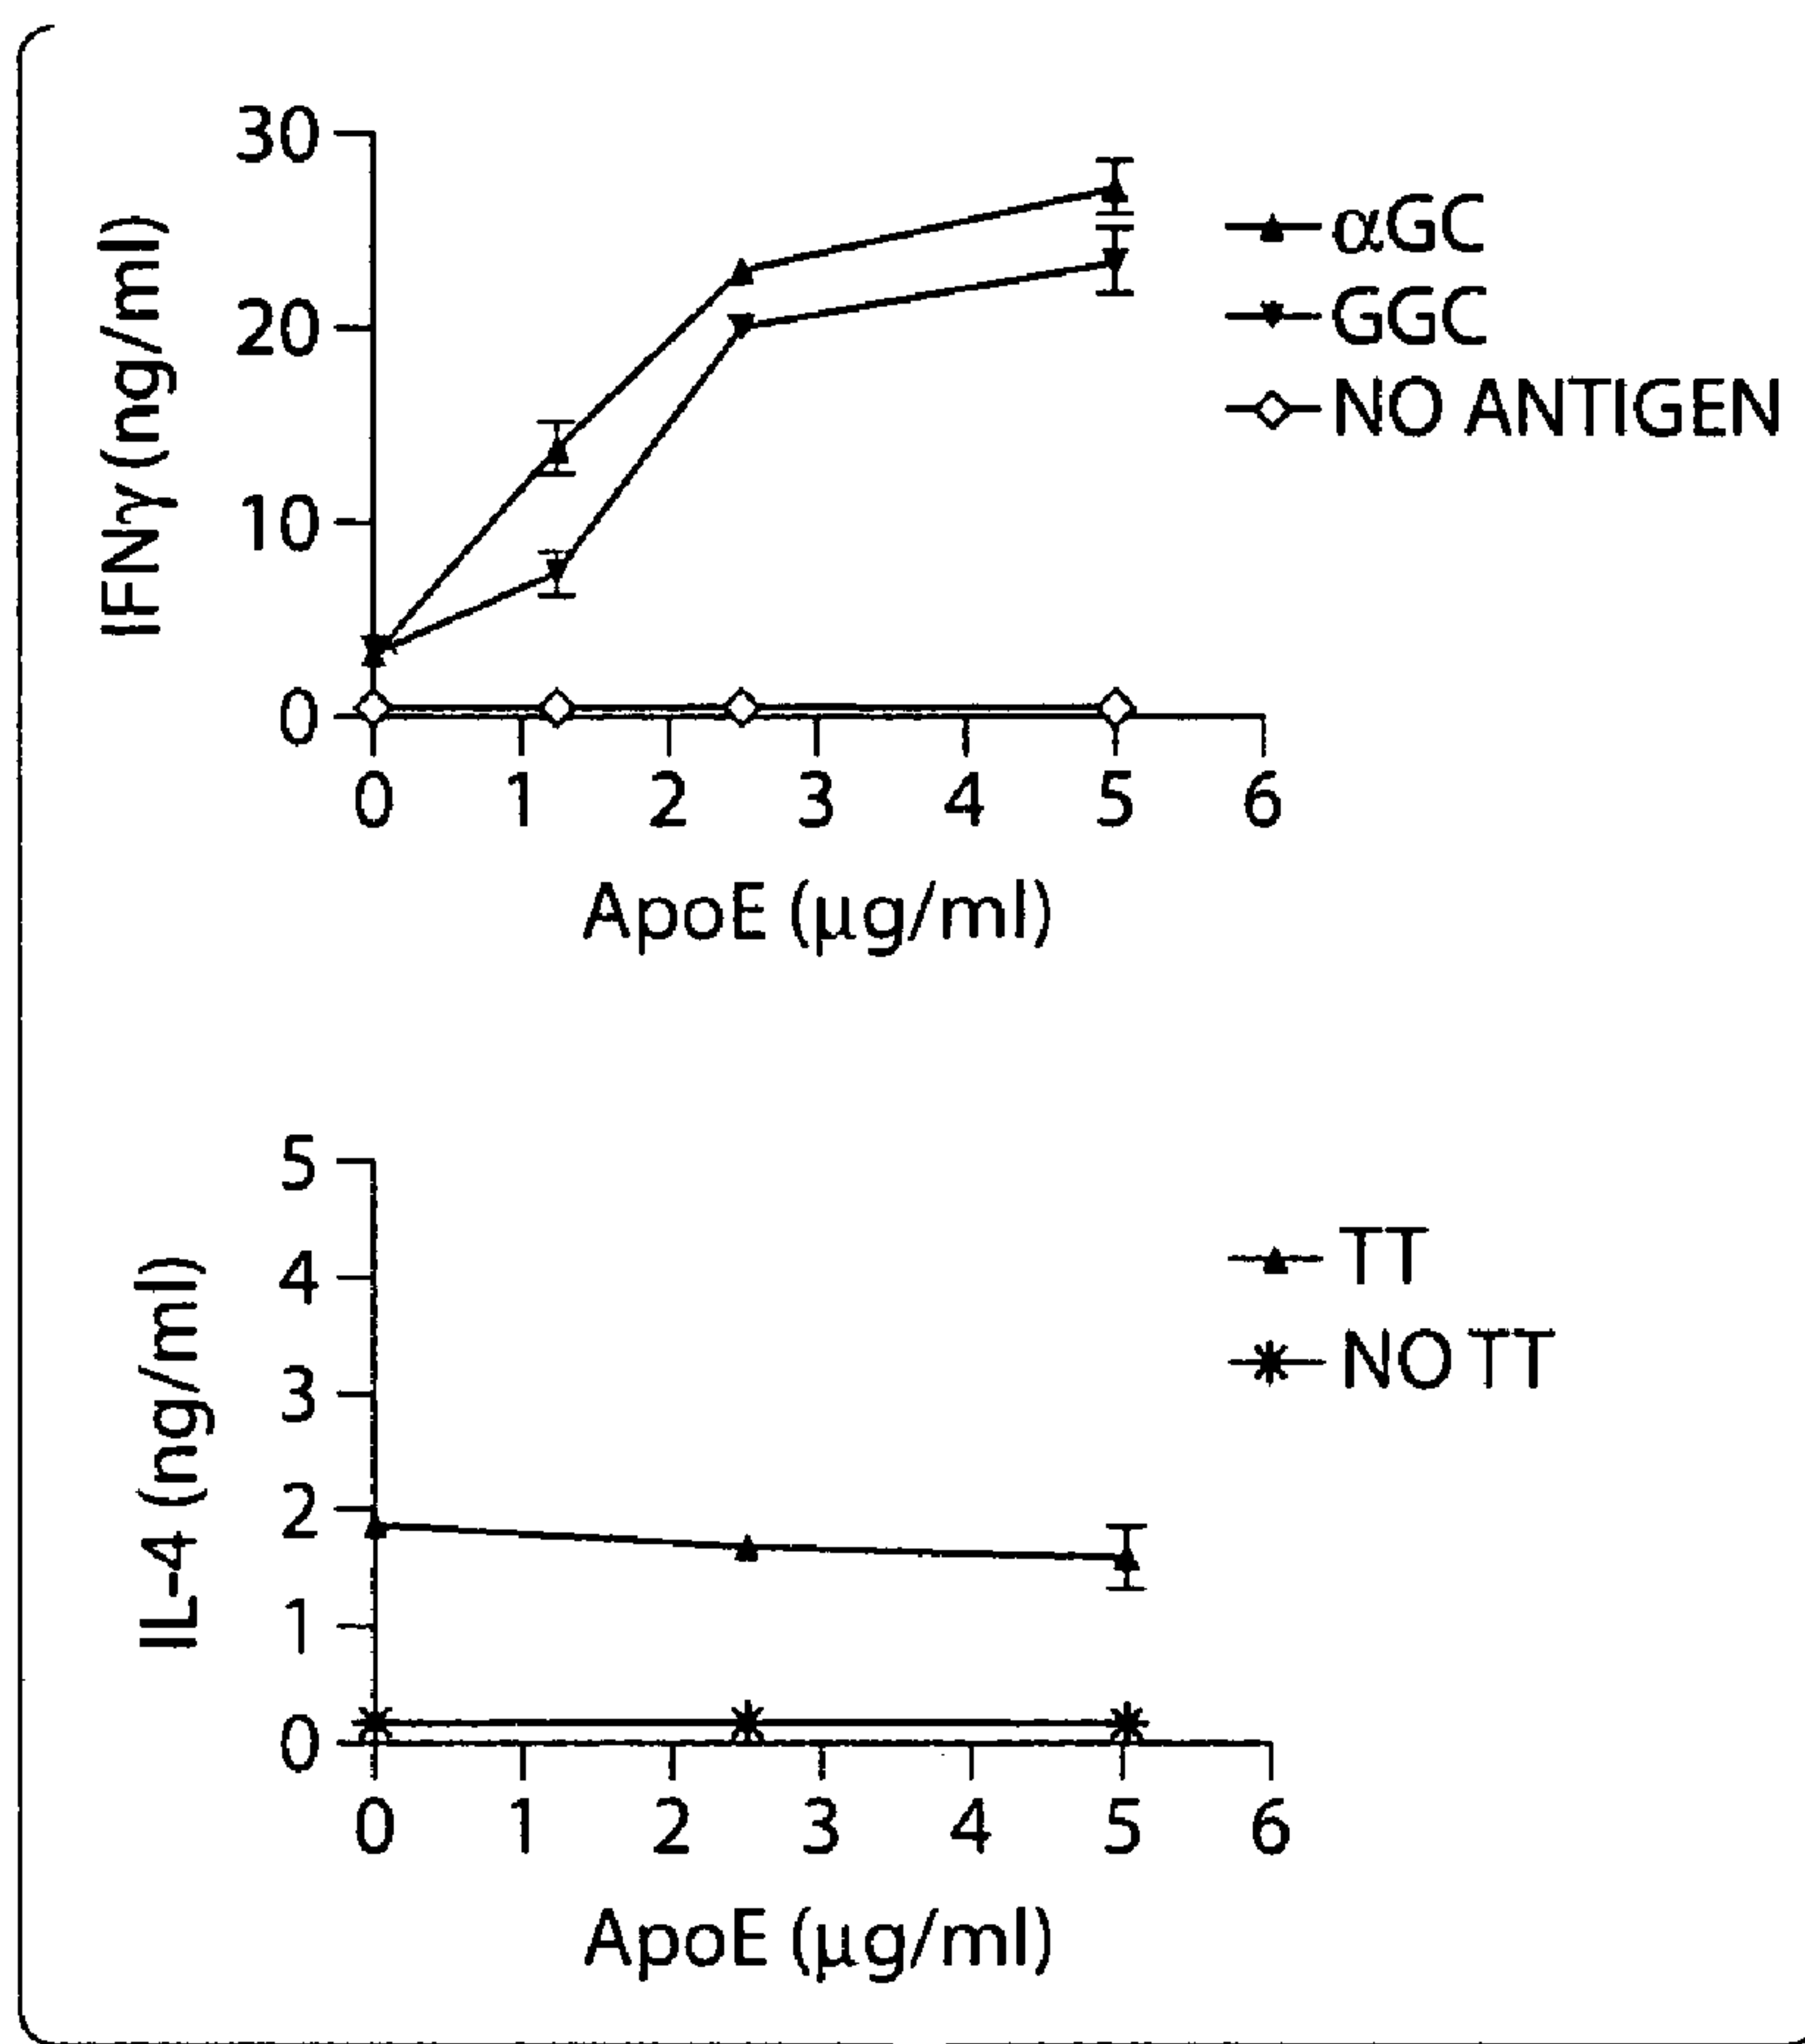 30
20
10
0
IFNγ (ng/ml)
0 1 2 3 4 5 6
ApoE (μg/ml)
αGC
GGC
NO ANTIGEN
5
4
3
2
1
0
IL-4 (ng/ml)
0 1 2 3 4 5 6
ApoE (μg/ml)
TT
NO TT